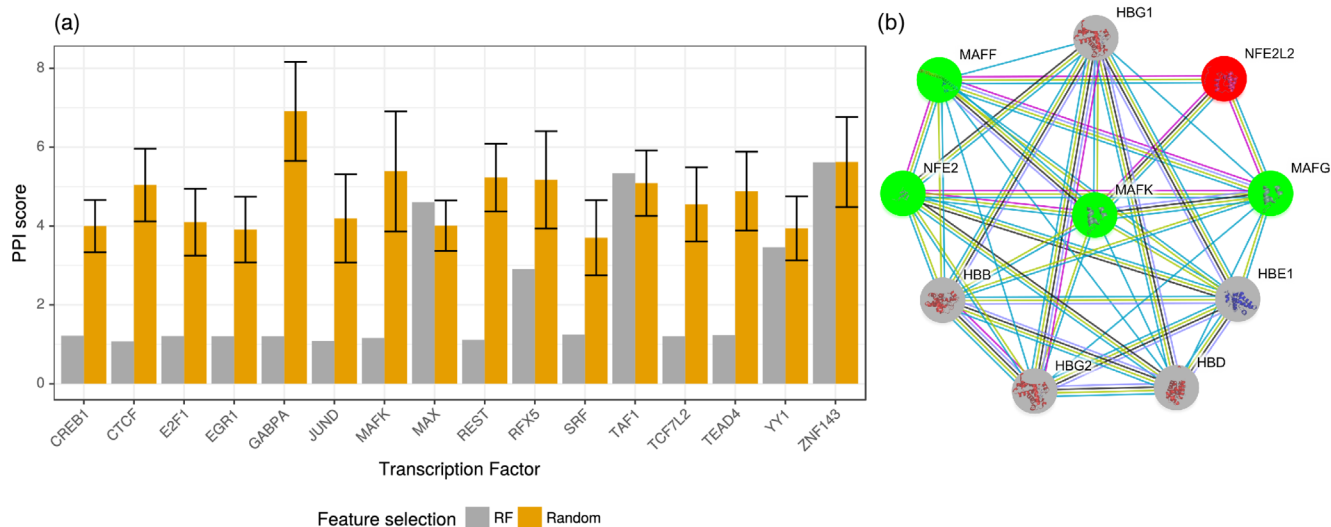 (a)
PPI score
8
6
4
2
0
CREB1
CTCF
E2F1
EGR1
GABPA
JUND
MAFK
MAX
REST
RFX5
SRF
TAF1
TCF7L2
TEAD4
YY1
ZNF143
Transcription Factor
Feature selection RF Random
(b)
HBG1
MAFF
NFE2L2
NFE2
MAFG
MAFK
HBB
HBE1
HBG2
HBD